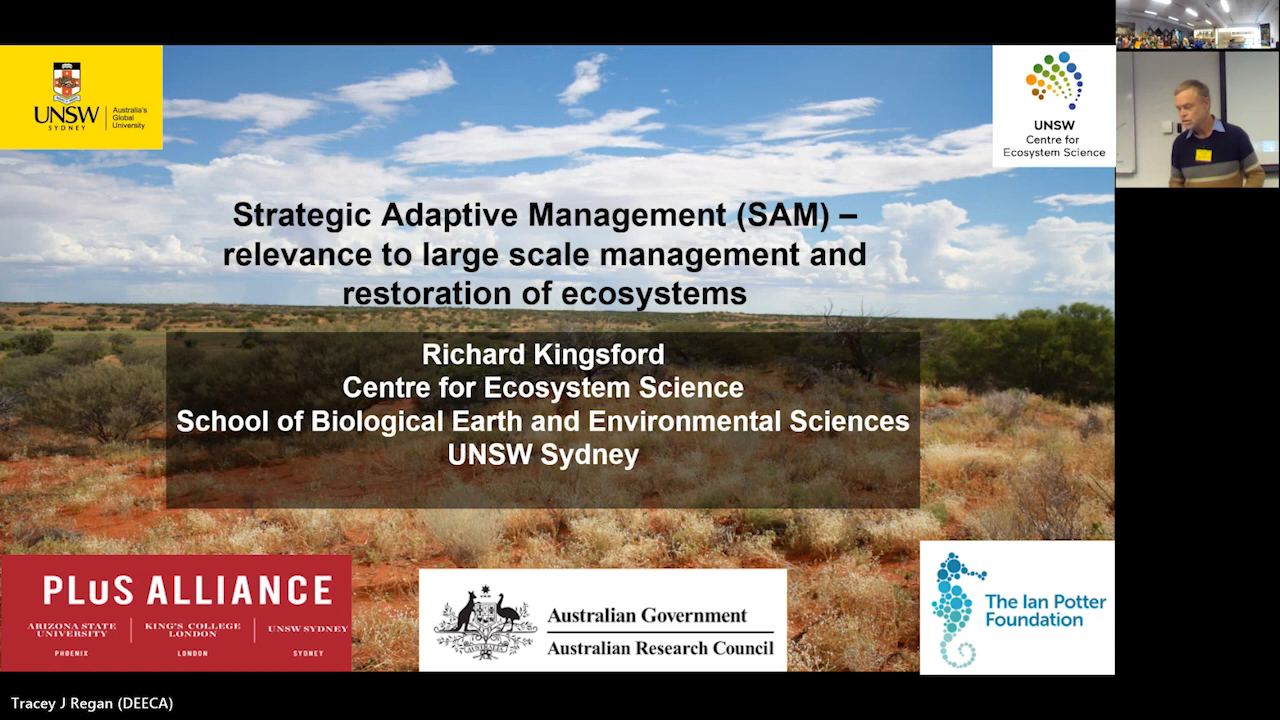 UNSW
SYDNEY
Australia's
Global
University
UNSW
Centre for
Ecosystem Science
Strategic Adaptive Management (SAM) –
relevance to large scale management and
restoration of ecosystems
Richard Kingsford
Centre for Ecosystem Science
School of Biological Earth and Environmental Sciences
UNSW Sydney
PLuS ALLIANCE
ARIZONA STATE
UNIVERSITY
PHOENIX
KING'S COLLEGE
LONDON
LONDON
UNSW SYDNEY
SYDNEY
Australian Government
Australian Research Council
The Ian Potter
Foundation
Tracey J Regan (DEECA)